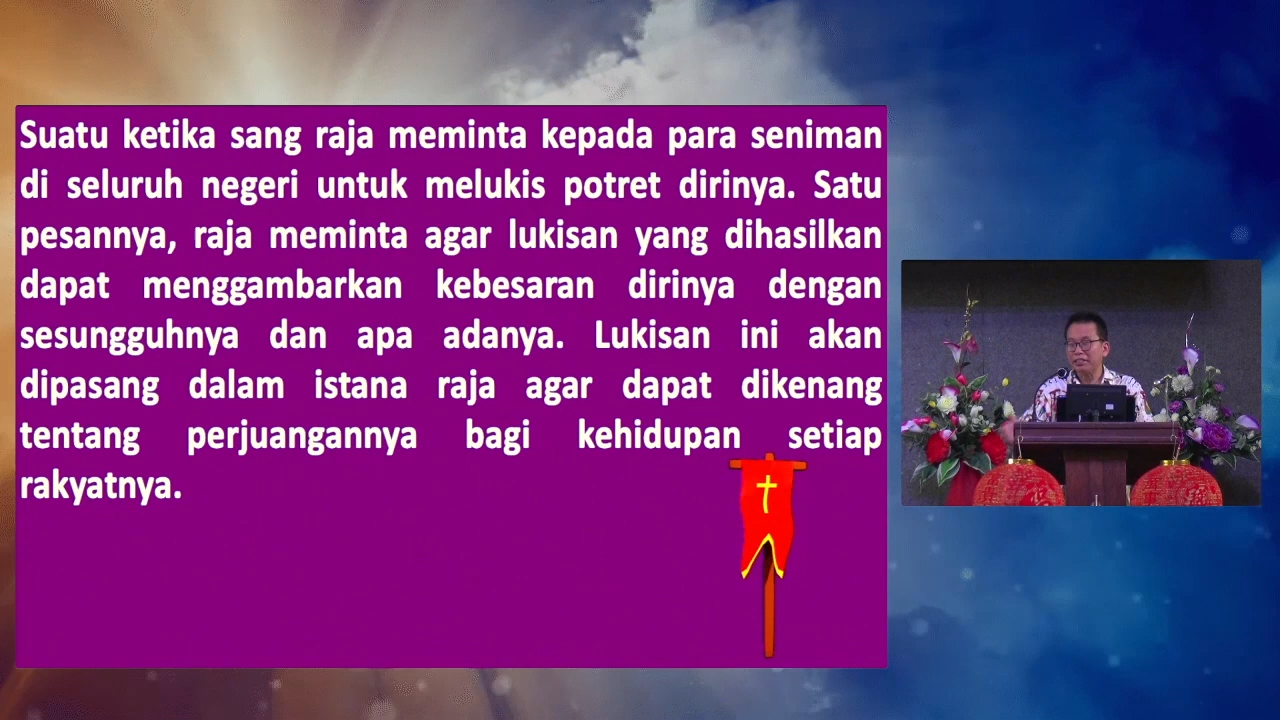 Suatu ketika sang raja meminta kepada para seniman
di seluruh negeri untuk melukis potret dirinya. Satu
pesannya, raja meminta agar lukisan yang dihasilkan
dapat menggambarkan kebesaran dirinya dengan
sesungguhnya dan apa adanya. Lukisan ini akan
dipasang dalam istana raja agar dapat dikenang
tentang perjuangannya bagi kehidupan setiap
rakyatnya.